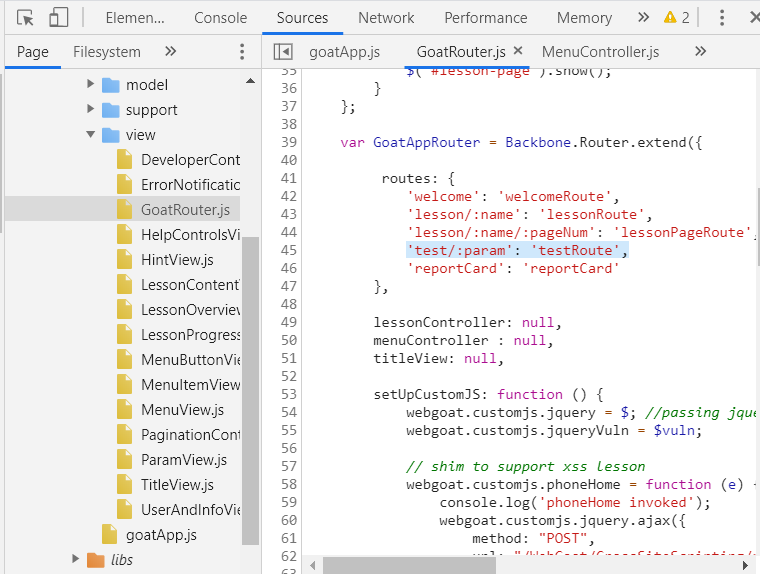 Elemen... Console Sources Network Performance Memory 2
Page Filesystem
goatApp.js GoatRouter.js MenuController.js
model
support
view
DeveloperCont
ErrorNotificatio
GoatRouter.js
HelpControlsVi
HintView.js
LessonContent
LessonOverview
LessonProgress
MenuButtonVie
MenuItemView
MenuView.js
PaginationCont
ParamView.js
TitleView.js
UserAndInfoVie
goatApp.js
libs
35 $('#lesson-page').show();
36 }
37 };
38
39 var GoatAppRouter = Backbone.Router.extend({
40
41 routes: {
42 'welcome': 'welcomeRoute',
43 'lesson/:name': 'lessonRoute',
44 'lesson/:name/:pageNum': 'lessonPageRoute',
45 'test/:param': 'testRoute',
46 'reportCard': 'reportCard'
47 },
48
49 lessonController: null,
50 menuController : null,
51 titleView: null,
52
53 setUpCustomJS: function () {
54 webgoat.customjs.jquery = $; //passing jque
55 webgoat.customjs.jqueryVuln = $vuln;
56
57 // shim to support xss lesson
58 webgoat.customjs.phoneHome = function (e) {
59 console.log('phoneHome invoked');
60 webgoat.customjs.jquery.ajax({
61 method: "POST",
62 url: "/WebGoat/CrossSiteScripting/
63